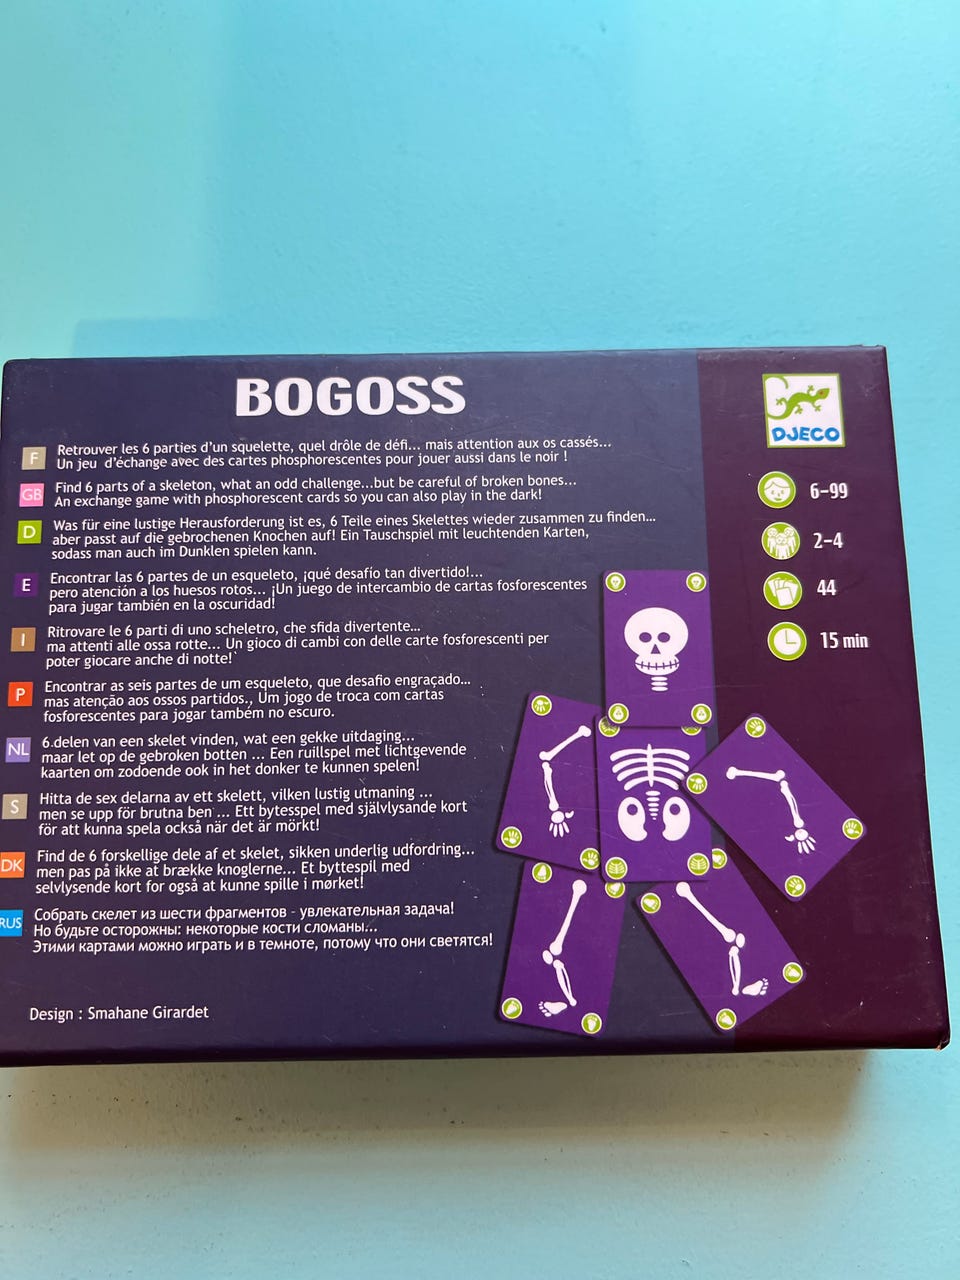 BOGOSS
DJECO
F
Retrouver les 6 parties d'un squelette, quel drôle de défi... mais attention aux os cassés...
Un jeu d'échange avec des cartes phosphorescentes pour jouer aussi dans le noir !
GB
Find 6 parts of a skeleton, what an odd challenge...but be careful of broken bones...
An exchange game with phosphorescent cards so you can also play in the dark!
D
Was für eine lustige Herausforderung ist es, 6 Teile eines Skelettes wieder zusammen zu finden...
aber passt auf die gebrochenen Knochen auf! Ein Tauschspiel mit leuchtenden Karten,
sodass man auch im Dunklen spielen kann.
E
Encontrar las 6 partes de un esqueleto, ¡qué desafío tan divertido!...
pero atención a los huesos rotos... ¡Un juego de intercambio de cartas fosforescentes
para jugar también en la oscuridad!
I
Ritrovare le 6 parti di uno scheletro, che sfida divertente...
ma attenti alle ossa rotte... Un gioco di cambi con delle carte fosforescenti per
poter giocare anche di notte!
P
Encontrar as seis partes de um esqueleto, que desafio engraçado...
mas atenção aos ossos partidos., Um jogo de troca com cartas
fosforescentes para jogar também no escuro.
NL
6.delen van een skelet vinden, wat een gekke uitdaging...
maar let op de gebroken botten ... Een ruilspel met lichtgevende
kaarten om zodoende ook in het donker te kunnen spelen!
S
Hitta de sex delarna av ett skelett, vilken lustig utmaning ...
men se upp för brutna ben ... Ett bytesspel med självlysande kort
för att kunna spela också när det är mörkt!
DK
Find de 6 forskellige dele af et skelet, sikken underlig udfordring...
men pas på ikke at brække knoglerne... Et byttespil med
selvlysende kort for også at kunne spille i mørket!
RUS
Собрать скелет из шести фрагментов - увлекательная задача!
Но будьте осторожны: некоторые кости сломаны...
Этими картами можно играть и в темноте, потому что они светятся!
Design : Smahane Girardet
6-99
2-4
44
15 min